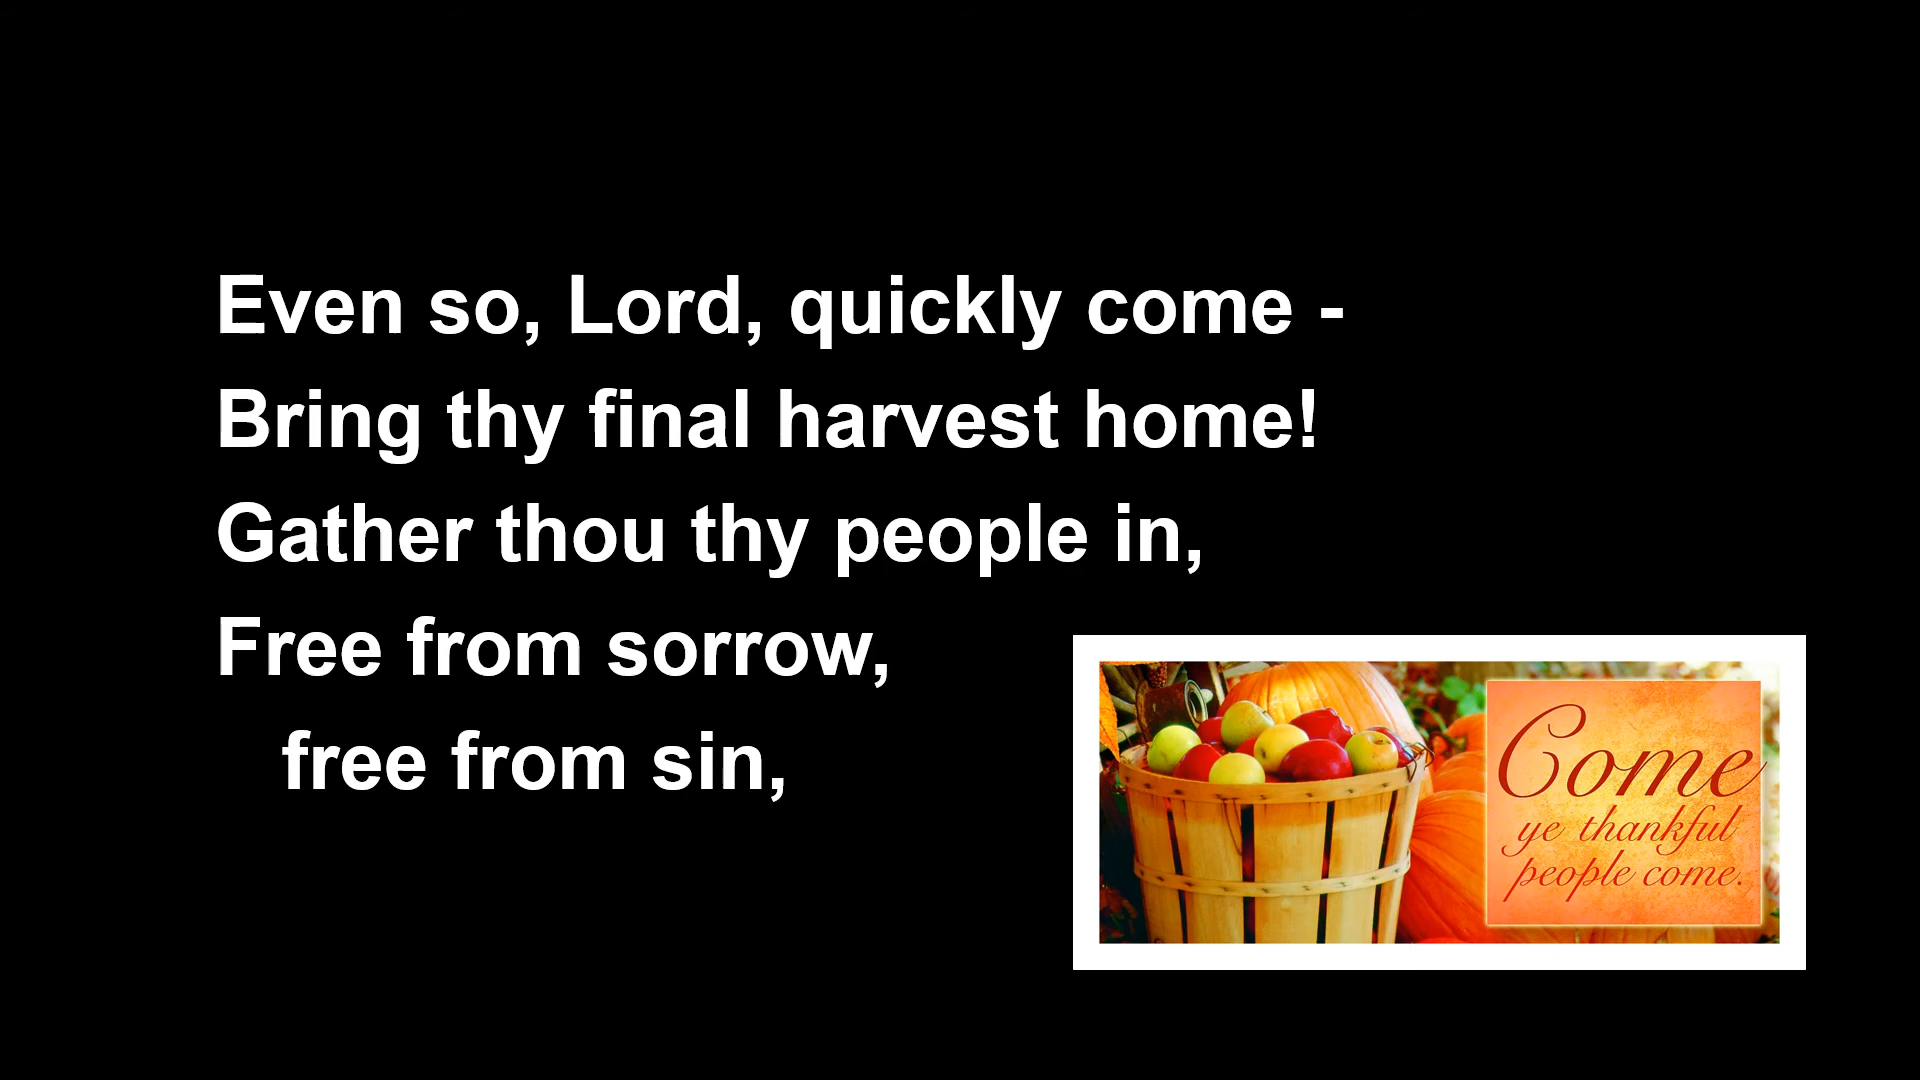 Even so, Lord, quickly come -
Bring thy final harvest home!
Gather thou thy people in,
Free from sorrow,
free from sin,
Come
ye thankful
people come.